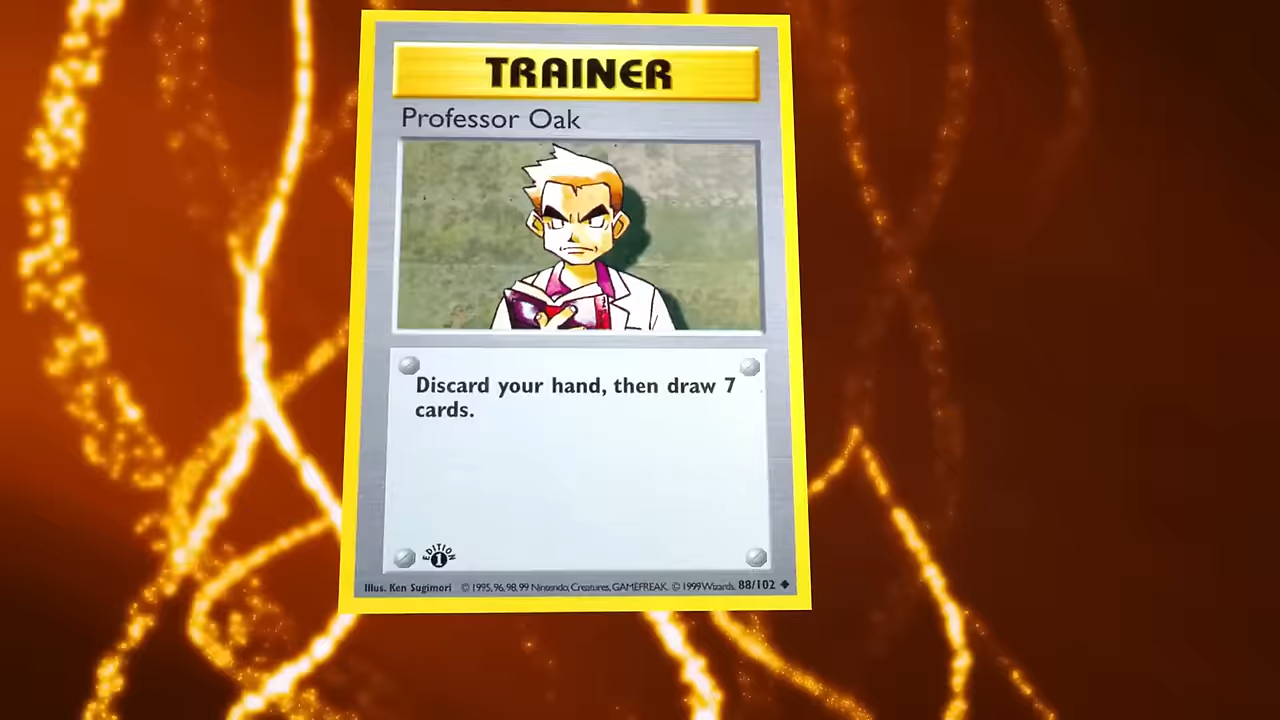 TRAINER
Professor Oak
Discard your hand, then draw 7
cards.
EDITION
1
Illus. Ken Sugimori © 1995, 96, 98, 99 Nintendo, Creatures, GAMEFREAK. © 1999 Wizards. 88/102 ◆